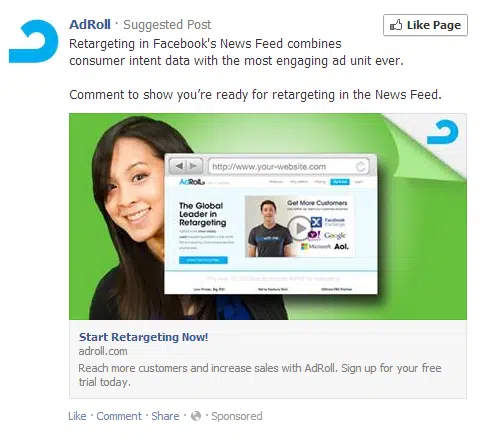 AdRoll · Suggested Post
Like Page
Retargeting in Facebook's News Feed combines
consumer intent data with the most engaging ad unit ever.
Comment to show you’re ready for retargeting in the News Feed.
http://www.your-website.com
AdRoll
The Global
Leader in
Retargeting
Get More Customers
Facebook
Exchange
Y!
Google
Microsoft Aol.
Start Retargeting Now!
adroll.com
Reach more customers and increase sales with AdRoll. Sign up for your free
trial today.
Like · Comment · Share · Sponsored